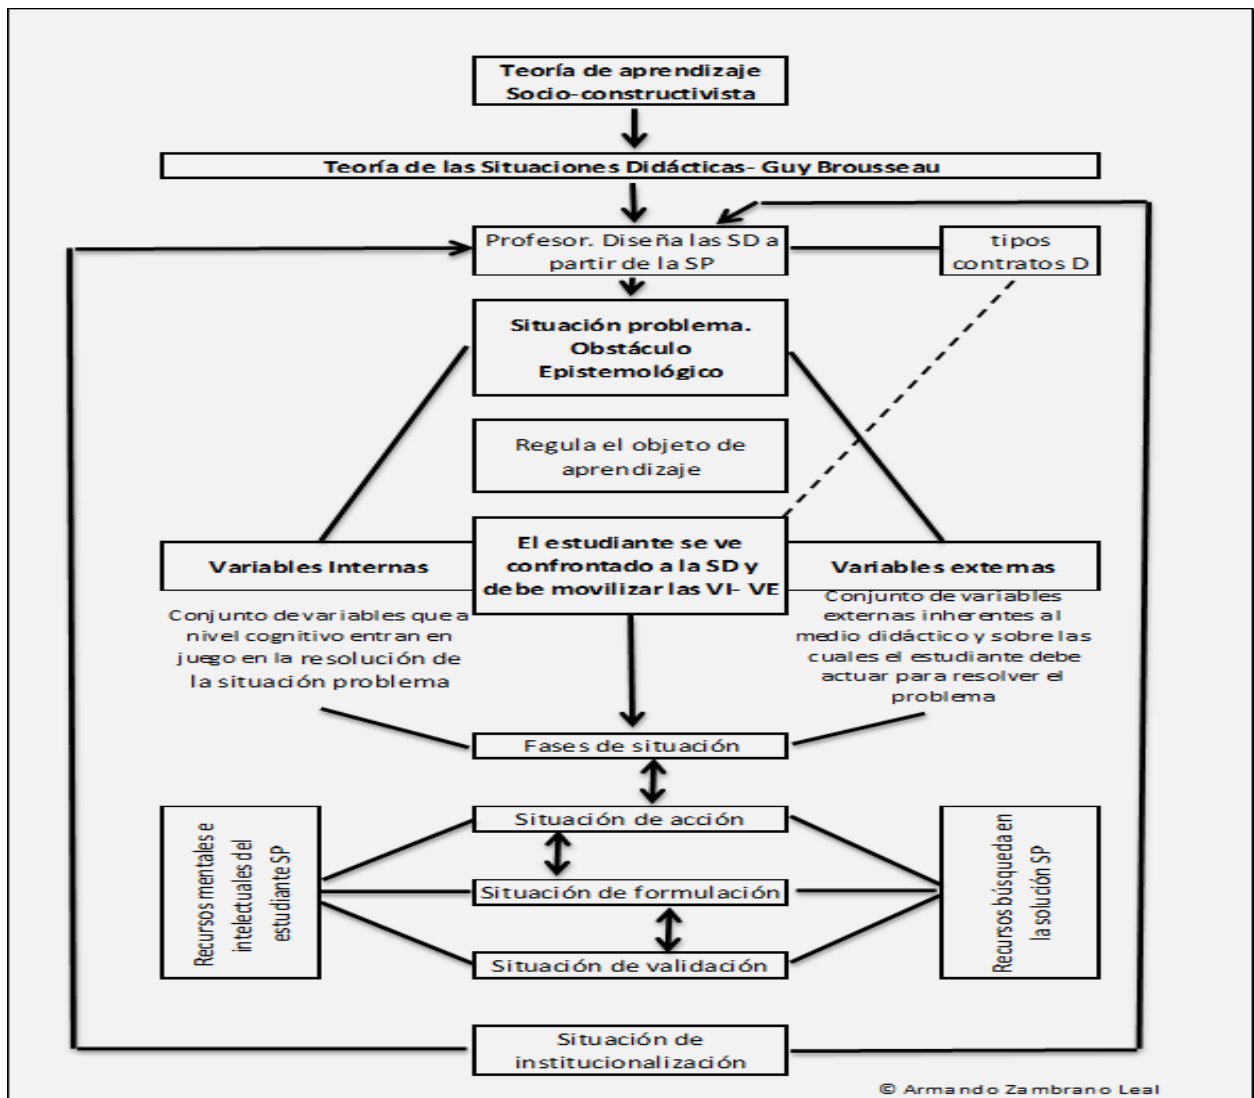 Teoría de aprendizaje
Socio-constructivista
Teoría de las Situaciones Didácticas- Guy Brousseau
Profesor. Diseña las SD a
partir de la SP
tipos
contratos D
Situación problema.
Obstáculo
Epistemológico
Regula el objeto de
aprendizaje
Variables Internas
El estudiante se ve
confrontado a la SD y
debe movilizar las VI- VE
Variables externas
Conjunto de variables que a
nivel cognitivo entran en
juego en la resolución de
la situación problema
Conjunto de variables
externas inherentes al
medio didáctico y sobre las
cuales el estudiante debe
actuar para resolver el
problema
Fases de situación
Recursos mentales e
intelectuales del
estudiante SP
Situación de acción
Situación de formulación
Situación de validación
Recursos búsqueda en
la solución SP
Situación de
institucionalización
© Armando Zambrano Leal